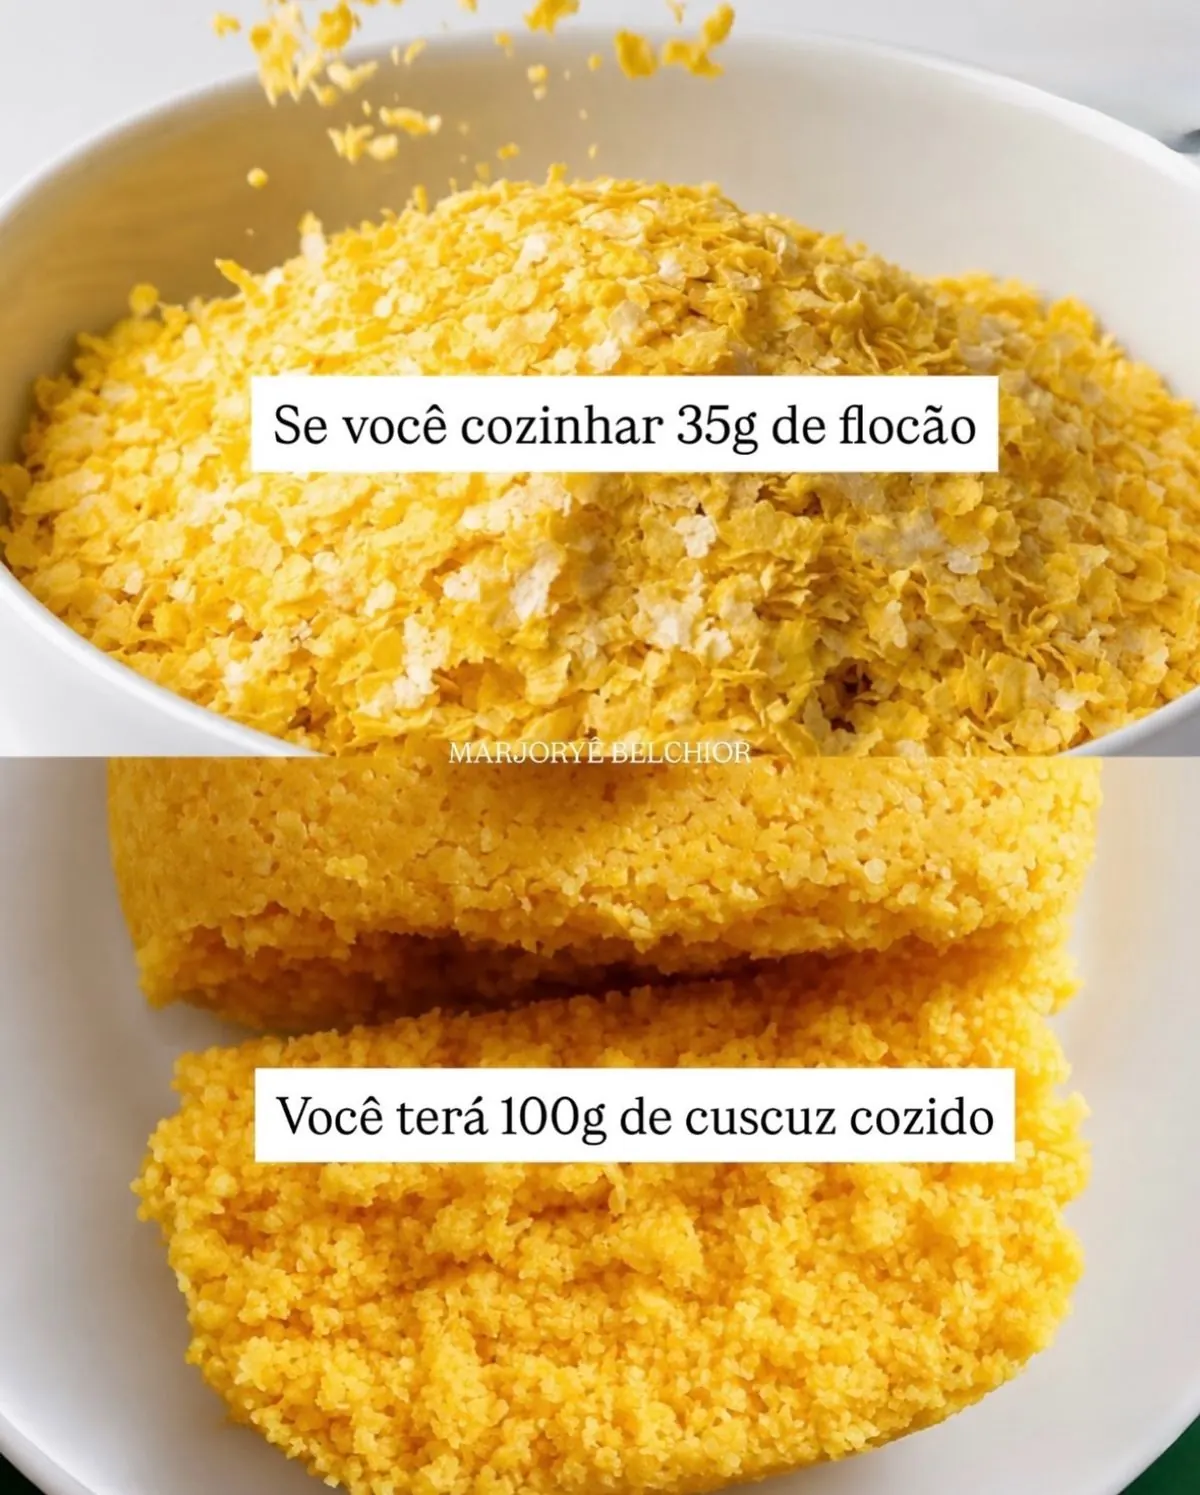 Se você cozinhar 35g de flocão
MARJORYÊ BELCHIOR
Você terá 100g de cuscuz cozido